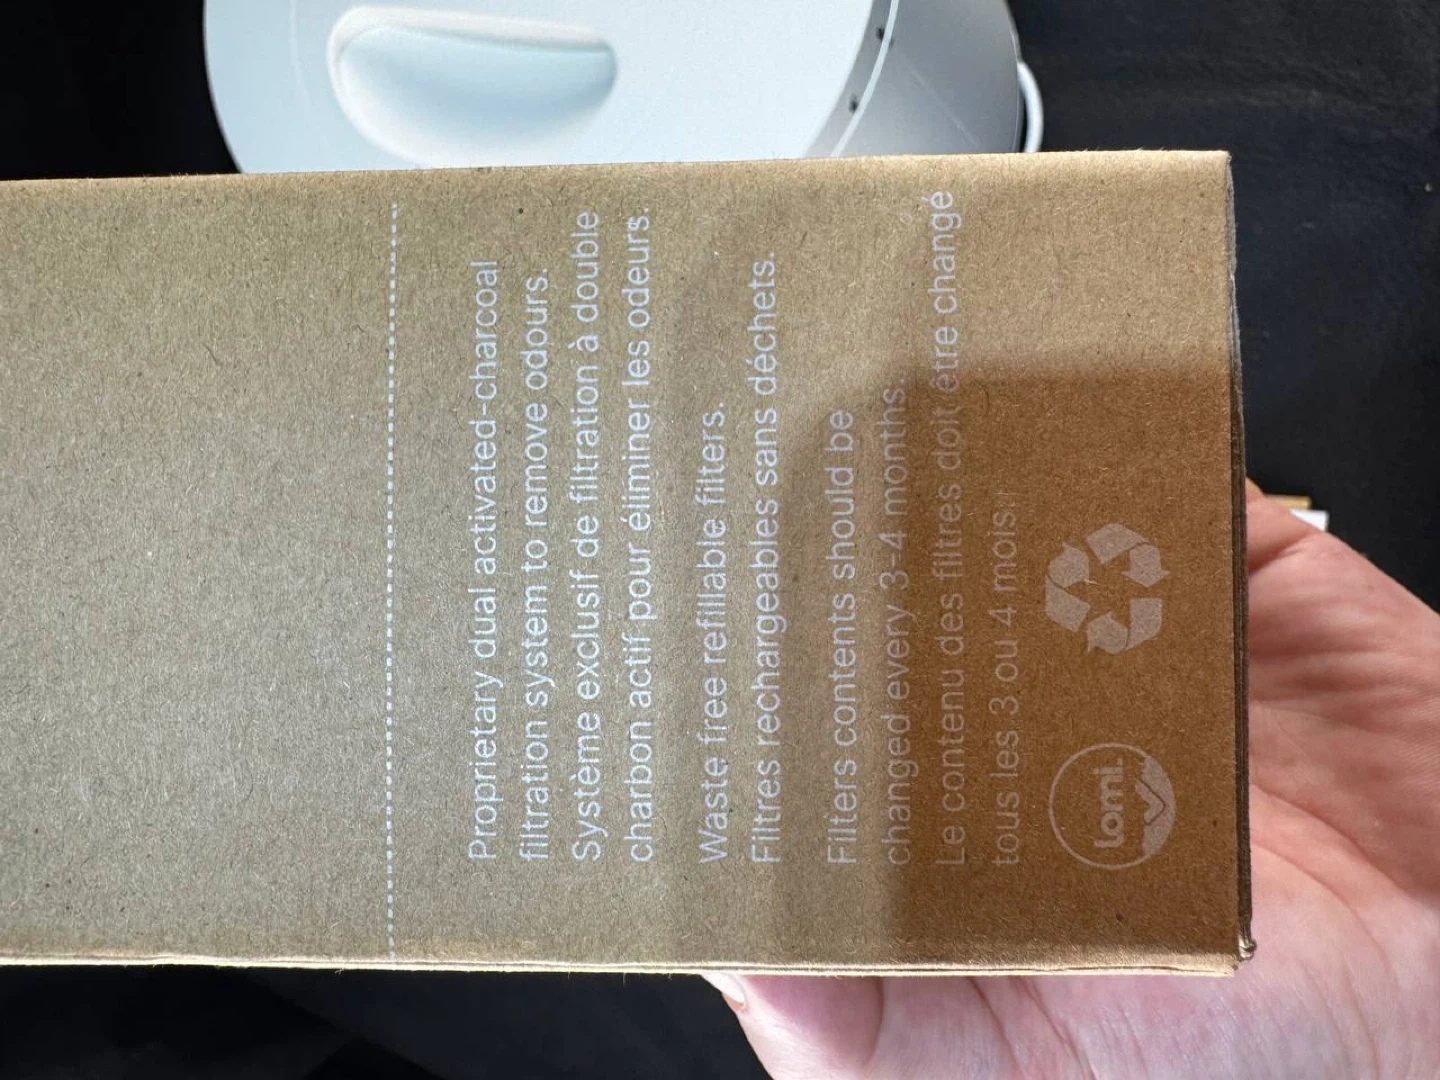 Proprietary dual activated-charcoal
filtration system to remove odours.
Système exclusif de filtration à double
charbon actif pour éliminer les odeurs.
Waste free refillable filters.
Filtres rechargeables sans déchets.
Filters contents should be
changed every 3-4 months.
Le contenu des filtres doit être changé
tous les 3 ou 4 mois.
lomi.